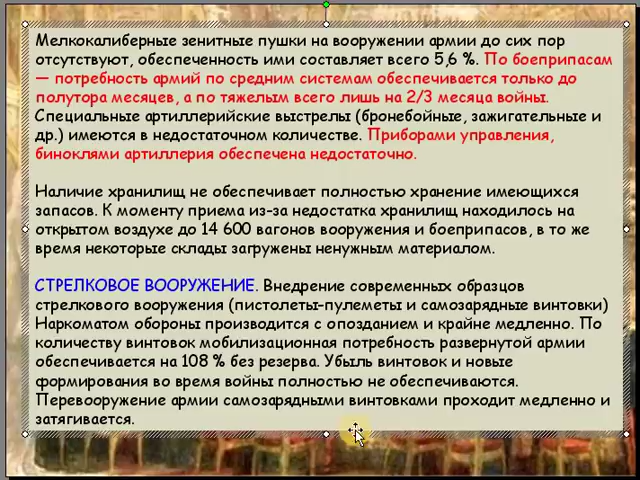 Мелкокалиберные зенитные пушки на вооружении армии до сих пор
отсутствуют, обеспеченность ими составляет всего 5,6 %. По боеприпасам
— потребность армий по средним системам обеспечивается только до
полутора месяцев, а по тяжелым всего лишь на 2/3 месяца войны.
Специальные артиллерийские выстрелы (бронебойные, зажигательные и
др.) имеются в недостаточном количестве. Приборами управления,
биноклями артиллерия обеспечена недостаточно.
Наличие хранилищ не обеспечивает полностью хранение имеющихся
запасов. К моменту приема из-за недостатка хранилищ находилось на
открытом воздухе до 14 600 вагонов вооружения и боеприпасов, в то же
время некоторые склады загружены ненужным материалом.
СТРЕЛКОВОЕ ВООРУЖЕНИЕ. Внедрение современных образцов
стрелкового вооружения (пистолеты-пулеметы и самозарядные винтовки)
Наркоматом обороны производится с опозданием и крайне медленно. По
количеству винтовок мобилизационная потребность развернутой армии
обеспечивается на 108 % без резерва. Убыль винтовок и новые
формирования во время войны полностью не обеспечиваются.
Перевооружение армии самозарядными винтовками проходит медленно и
затягивается.